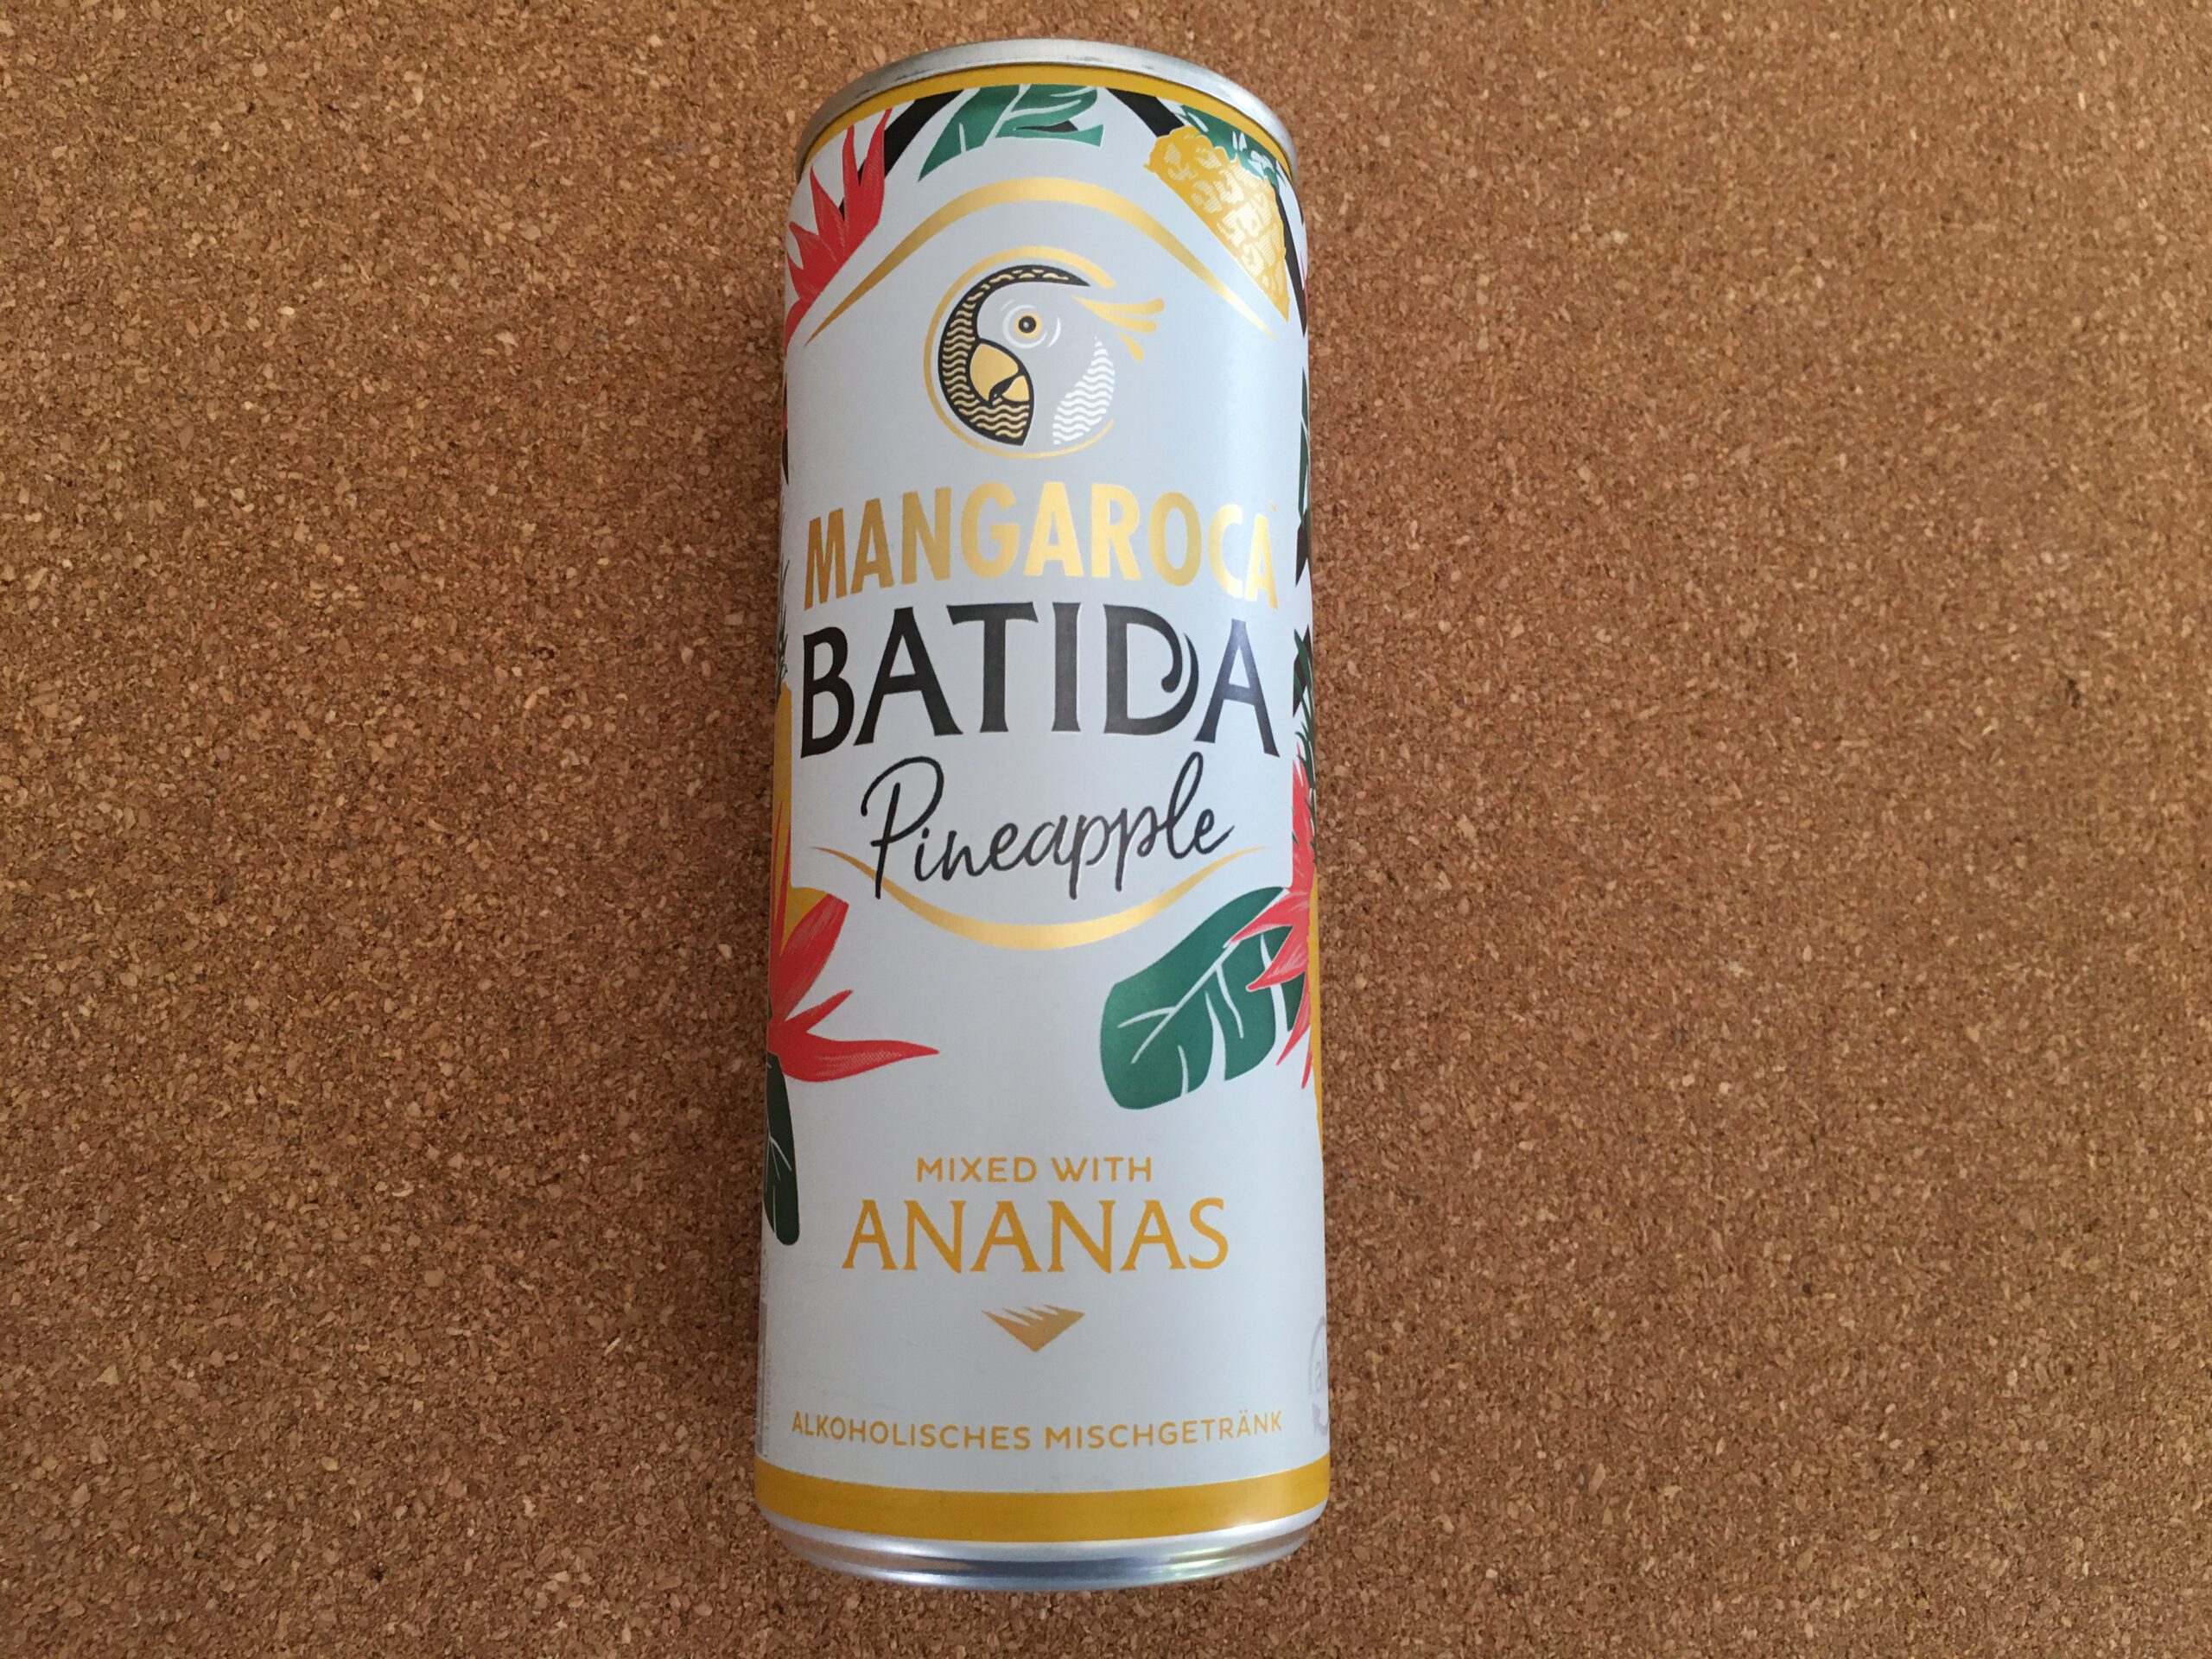 MANGAROCA
BATIDA
Pineapple
MIXED WITH
ANANAS
ALKOHOLISCHES MISCHGETRÄNK